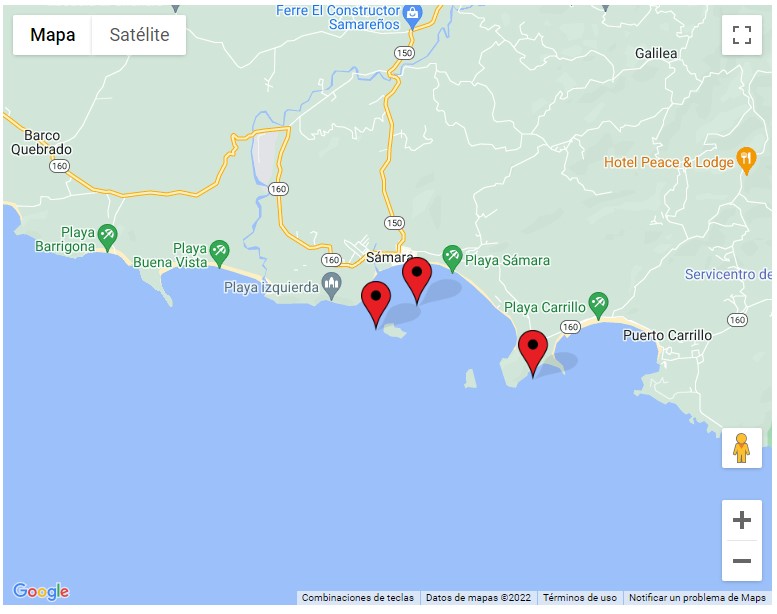 Ferre El Constructor
Samareños
Mapa
Satélite
150
Galilea
Barco
Quebrado
160
Hotel Peace & Lodge
160
150
Playa
Barrigona
Playa
Buena Vista
160
Sámara
Playa Sámara
Servicentro de
Playa izquierda
Playa Carrillo
160
160
Puerto Carrillo
Google
Combinaciones de teclas
Datos de mapas ©2022
Términos de uso
Notificar un problema de Maps